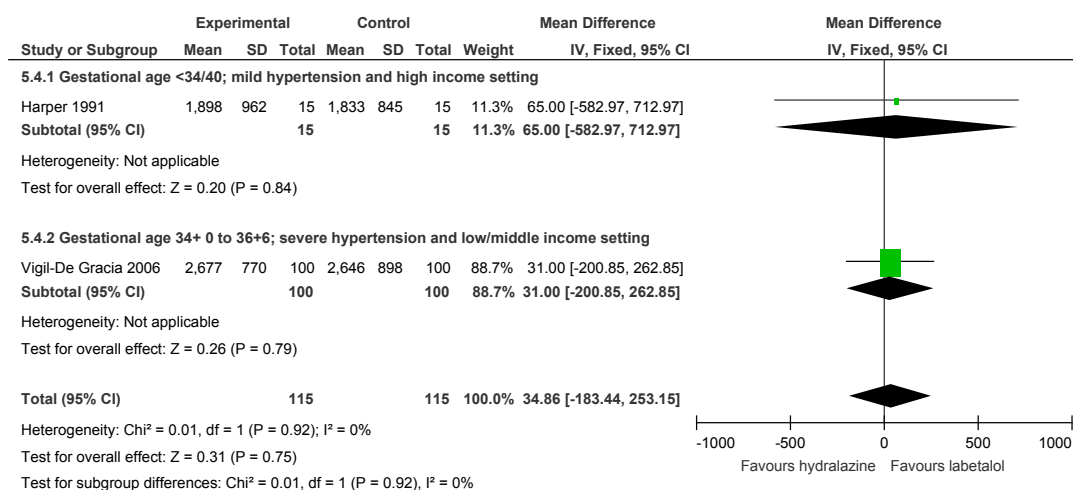 Experimental Control Mean Difference Mean Difference
Study or Subgroup Mean SD Total Mean SD Total Weight IV, Fixed, 95% CI IV, Fixed, 95% CI
5.4.1 Gestational age <34/40; mild hypertension and high income setting
Harper 1991 1,898 962 15 1,833 845 15 11.3% 65.00 [-582.97, 712.97]
Subtotal (95% CI) 15 15 11.3% 65.00 [-582.97, 712.97]
Heterogeneity: Not applicable
Test for overall effect: Z = 0.20 (P = 0.84)
5.4.2 Gestational age 34+ 0 to 36+6; severe hypertension and low/middle income setting
Vigil-De Gracia 2006 2,677 770 100 2,646 898 100 88.7% 31.00 [-200.85, 262.85]
Subtotal (95% CI) 100 100 88.7% 31.00 [-200.85, 262.85]
Heterogeneity: Not applicable
Test for overall effect: Z = 0.26 (P = 0.79)
Total (95% CI) 115 115 100.0% 34.86 [-183.44, 253.15]
Heterogeneity: Chi² = 0.01, df = 1 (P = 0.92); I² = 0%
Test for overall effect: Z = 0.31 (P = 0.75)
Test for subgroup differences: Chi² = 0.01, df = 1 (P = 0.92), I² = 0%
-1000 -500 0 500 1000
Favours hydralazine Favours labetalol